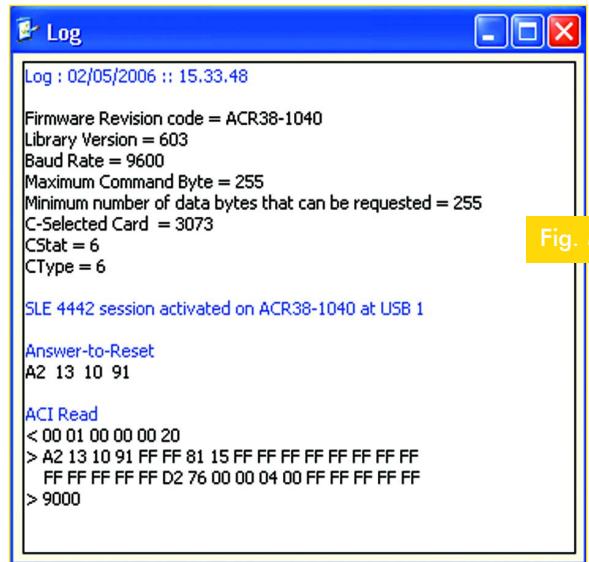 Log
Log : 02/05/2006 :: 15.33.48
Firmware Revision code = ACR38-1040
Library Version = 603
Baud Rate = 9600
Maximum Command Byte = 255
Minimum number of data bytes that can be requested = 255
C-Selected Card = 3073
CStat = 6
CType = 6
Fig.
SLE 4442 session activated on ACR38-1040 at USB 1
Answer-to-Reset
A2 13 10 91
ACI Read
< 00 01 00 00 00 20
> A2 13 10 91 FF FF 81 15 FF FF FF FF FF FF FF FF
FF FF FF FF FF D2 76 00 00 04 00 FF FF FF FF FF
> 9000